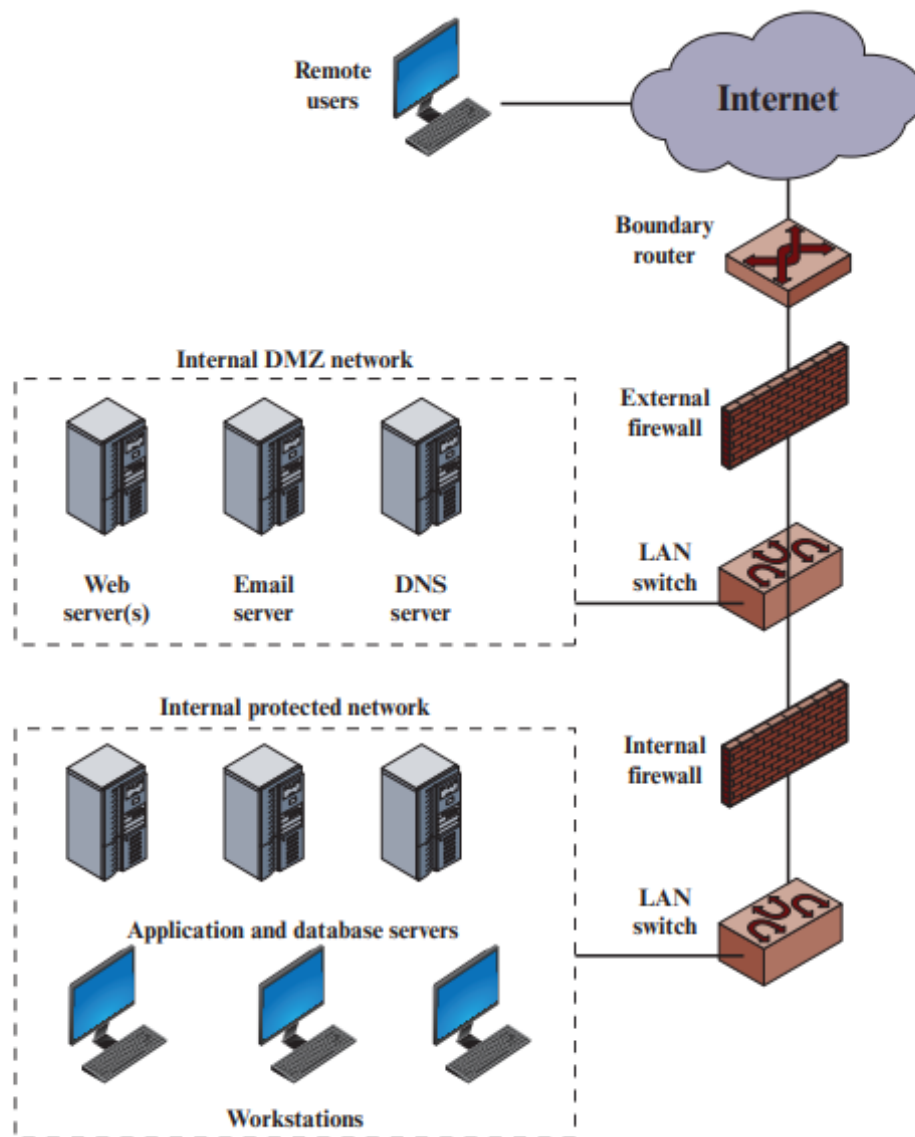 Remote
users
Internet
Boundary
router
Internal DMZ network
External
firewall
Web
server(s)
Email
server
DNS
server
LAN
switch
Internal protected network
Internal
firewall
Application and database servers
LAN
switch
Workstations